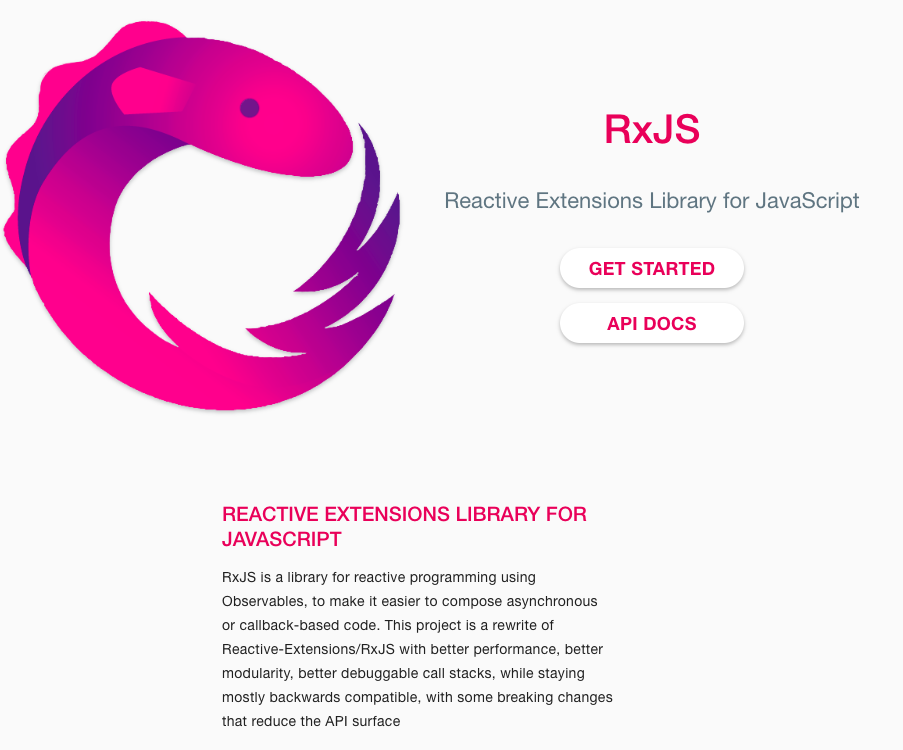 RxJS
Reactive Extensions Library for JavaScript
GET STARTED
API DOCS
REACTIVE EXTENSIONS LIBRARY FOR
JAVASCRIPT
RxJS is a library for reactive programming using
Observables, to make it easier to compose asynchronous
or callback-based code. This project is a rewrite of
Reactive-Extensions/RxJS with better performance, better
modularity, better debuggable call stacks, while staying
mostly backwards compatible, with some breaking changes
that reduce the API surface